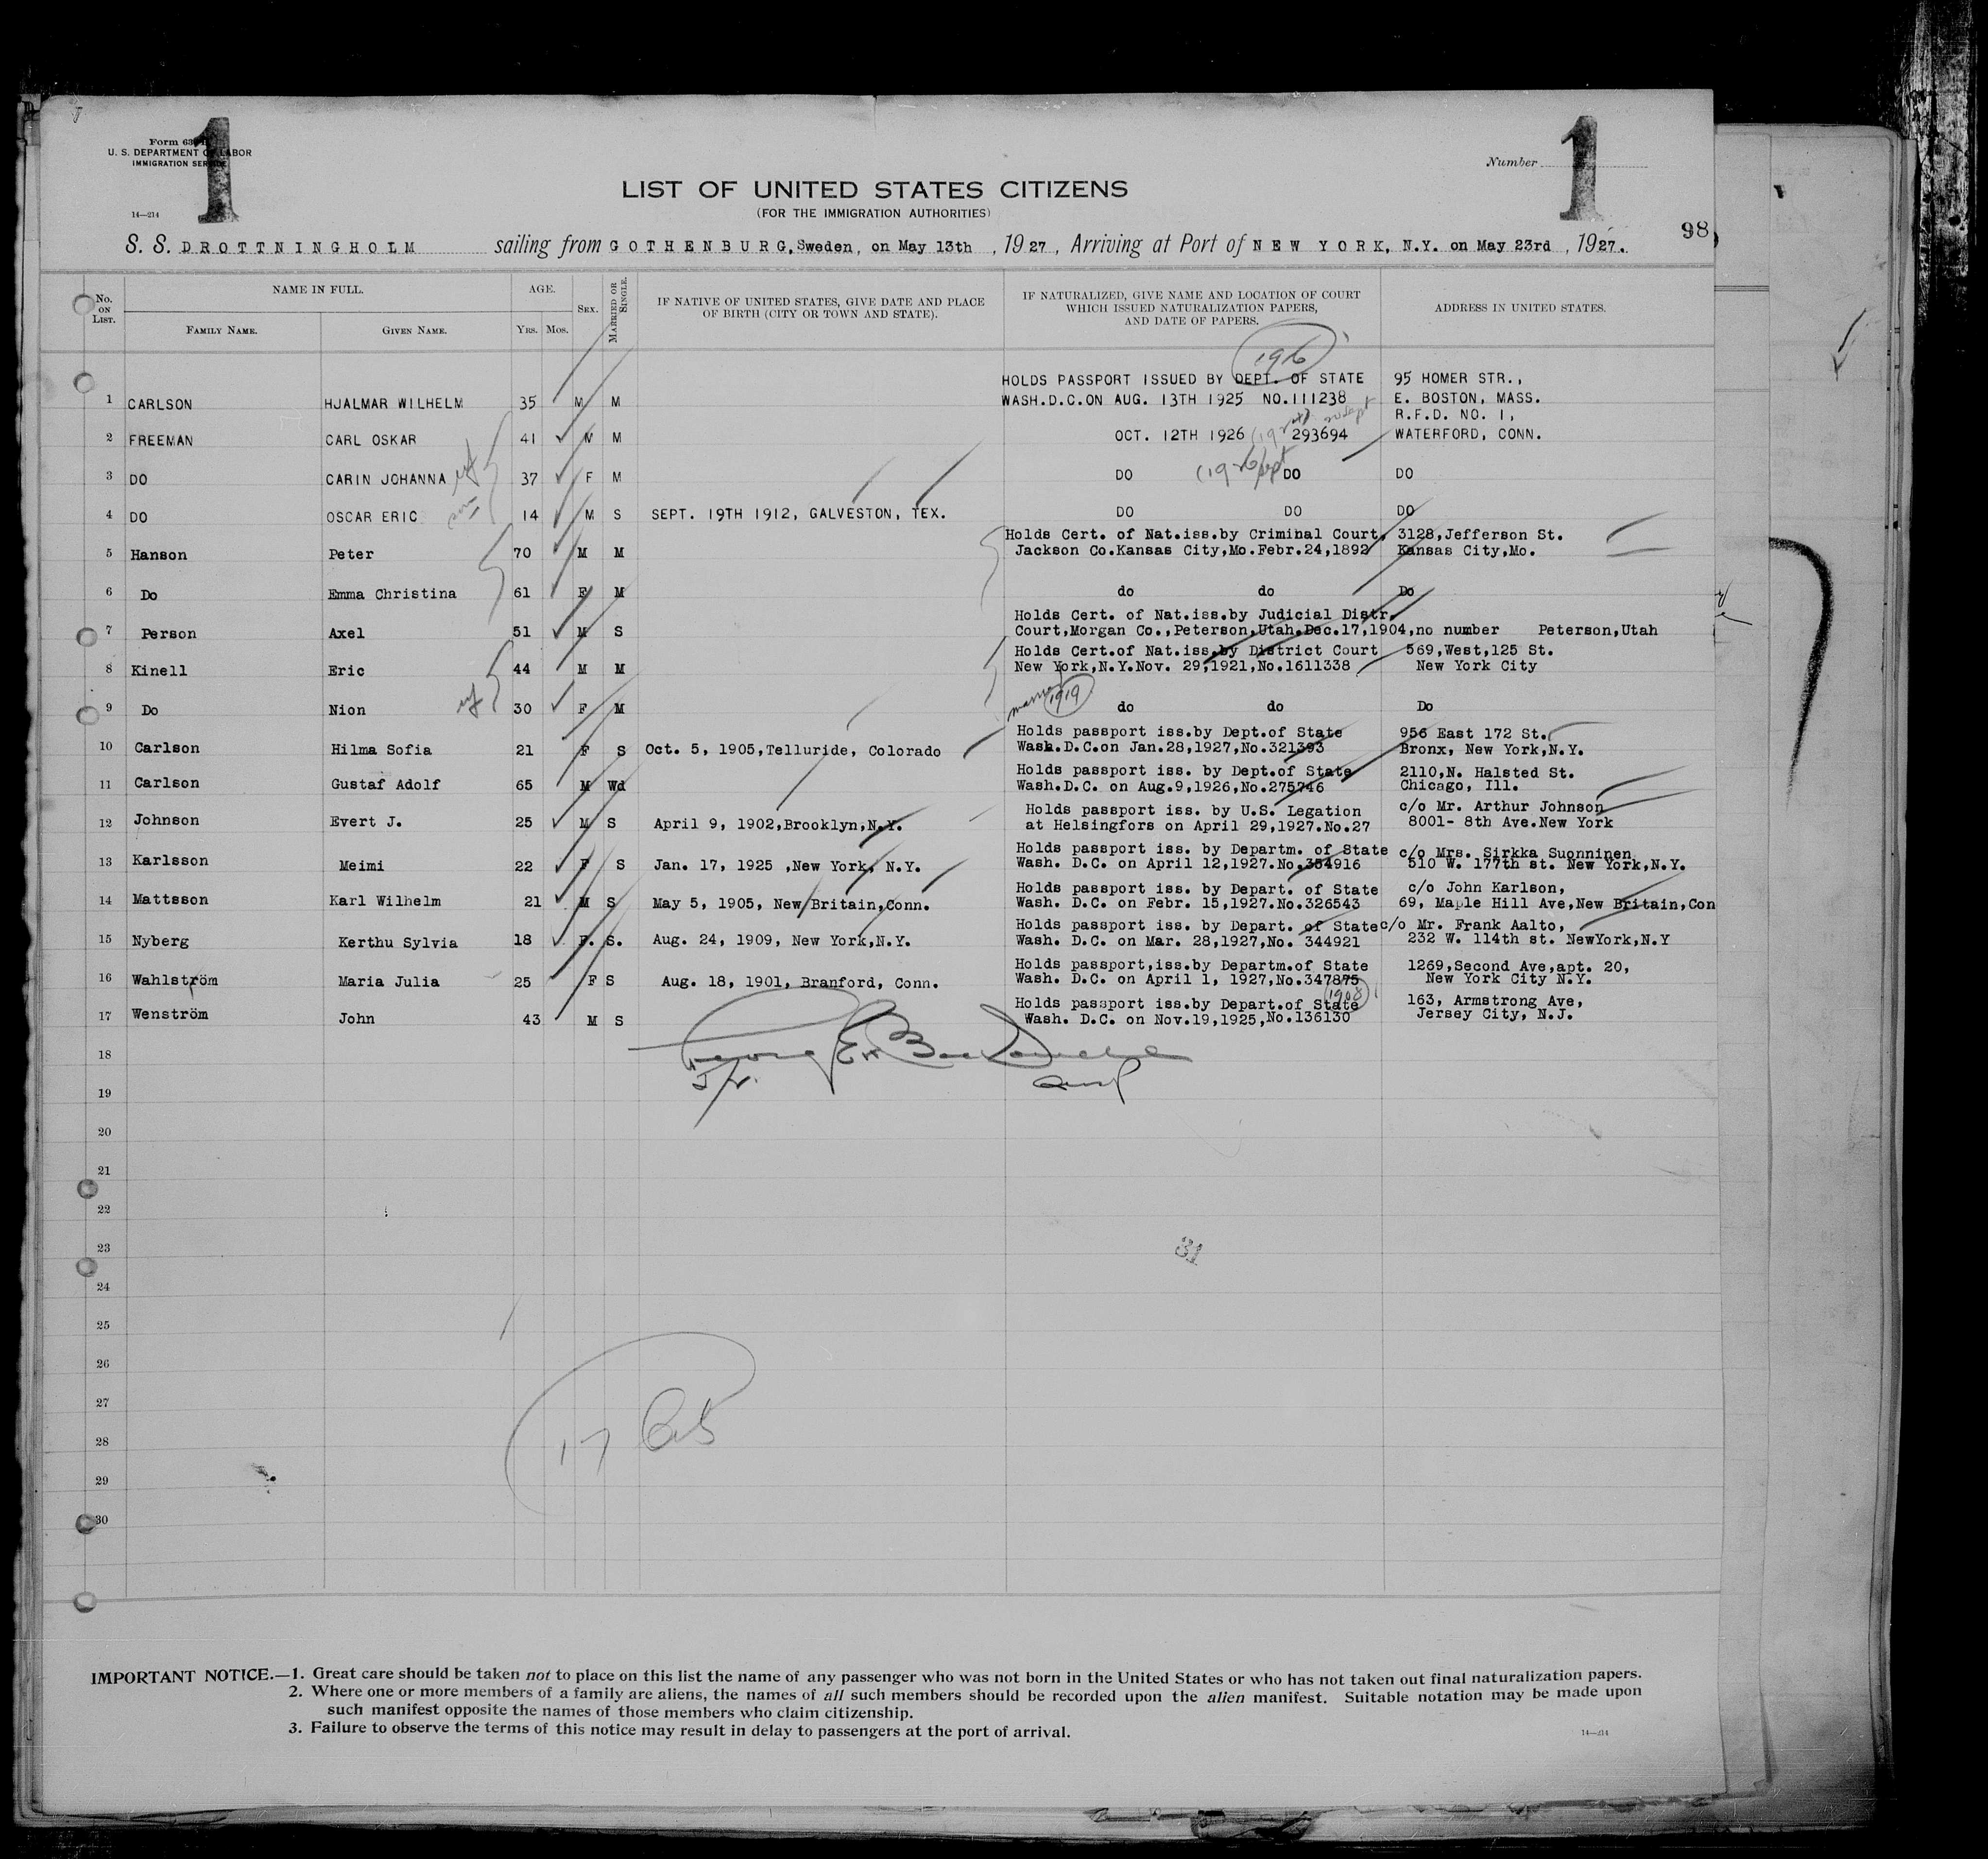 1
1
Form 630
U. S. DEPARTMENT OF LABOR
IMMIGRATION SERVICE
Number
LIST OF UNITED STATES CITIZENS
(FOR THE IMMIGRATION AUTHORITIES)
14—214
98
S. S. DROTTNINGHOLM sailing from GOTHENBURG, Sweden, on May 13th, 1927, Arriving at Port of NEW YORK, N.Y. on May 23rd, 1927.
No. ON LIST.
NAME IN FULL.
FAMILY NAME.
GIVEN NAME.
AGE.
YRS.
MOS.
SEX.
MARRIED OR SINGLE.
IF NATIVE OF UNITED STATES, GIVE DATE AND PLACE
OF BIRTH (CITY OR TOWN AND STATE).
IF NATURALIZED, GIVE NAME AND LOCATION OF COURT
WHICH ISSUED NATURALIZATION PAPERS,
AND DATE OF PAPERS.
ADDRESS IN UNITED STATES.
1916
HOLDS PASSPORT ISSUED BY DEPT. OF STATE 95 HOMER STR.,
1 CARLSON HJALMAR WILHELM 35 M M WASH.D.C.ON AUG. 13TH 1925 NO.111238 E. BOSTON, MASS.
R.F.D. NO. 1,
2 FREEMAN CARL OSKAR 41 M M OCT. 12TH 1926 293694 WATERFORD, CONN.
3 DO CARIN JOHANNA wf 37 F M DO DO DO
4 DO OSCAR ERIC son 14 M S SEPT. 19TH 1912, GALVESTON, TEX. DO DO DO
Holds Cert. of Nat.iss.by Criminal Court, 3128,Jefferson St.
5 Hanson Peter 70 M M Jackson Co.Kansas City,Mo.Febr.24,1892 Kansas City,Mo.
6 Do Emma Christina 61 F M do do Do
Holds Cert. of Nat.iss.by Judicial Distr.
7 Person Axel 51 M S Court,Morgan Co.,Peterson,Utah.Dec.17,1904,no number Peterson,Utah
Holds Cert.of Nat.iss.by District Court 569,West,125 St.
8 Kinell Eric 44 M M New York,N.Y.Nov. 29,1921,No.1611338 New York City
married 1919
9 Do Nion wf 30 F M do do Do
Holds passport iss.by Dept.of State 956 East 172 St.
10 Carlson Hilma Sofia 21 F S Oct. 5, 1905,Telluride, Colorado Wash.D.C.on Jan.28,1927,No.321393 Bronx, New York,N.Y.
Holds passport iss. by Dept.of State 2110,N. Halsted St.
11 Carlson Gustaf Adolf 65 M Wd Wash.D.C. on Aug.9,1926,No.275746 Chicago, Ill.
Holds passport iss. by U.S. Legation c/o Mr. Arthur Johnson
12 Johnson Evert J. 25 M S April 9, 1902,Brooklyn,N.Y. at Helsingfors on April 29,1927.No.27 8001- 8th Ave.New York
Holds passport iss. by Departm. of State c/o Mrs. Sirkka Suonninen
13 Karlsson Meimi 22 F S Jan. 17, 1925 ,New York, N.Y. Wash. D.C. on April 12,1927.No.354916 510 W. 177th st. New York,N.Y.
Holds passport iss. by Depart. of State c/o John Karlson,
14 Mattsson Karl Wilhelm 21 M S May 5, 1905, New Britain,Conn. Wash. D.C. on Febr. 15,1927.No.326543 69, Maple Hill Ave,New Britain,Con
Holds passport iss. by Depart. of State c/o Mr. Frank Aalto,
15 Nyberg Kerthu Sylvia 18 F. S. Aug. 24, 1909, New York,N.Y. Wash. D.C. on Mar. 28,1927,No. 344921 232 W. 114th st. NewYork,N.Y
Holds passport,iss.by Departm.of State 1269,Second Ave,apt. 20,
16 Wahlström Maria Julia 25 F S Aug. 18, 1901, Branford, Conn. Wash. D.C. on April 1, 1927,No.347875 New York City N.Y.
1908
Holds passport iss.by Depart.of State 163, Armstrong Ave,
17 Wenström John 43 M S Wash. D.C. on Nov.19,1925,No.136130 Jersey City, N.J.
18
19
20
21
22
23
31
24
25
26
27
28
17
29
30
IMPORTANT NOTICE.—1. Great care should be taken not to place on this list the name of any passenger who was not born in the United States or who has not taken out final naturalization papers.
2. Where one or more members of a family are aliens, the names of all such members should be recorded upon the alien manifest. Suitable notation may be made upon
such manifest opposite the names of those members who claim citizenship.
3. Failure to observe the terms of this notice may result in delay to passengers at the port of arrival.
14—214